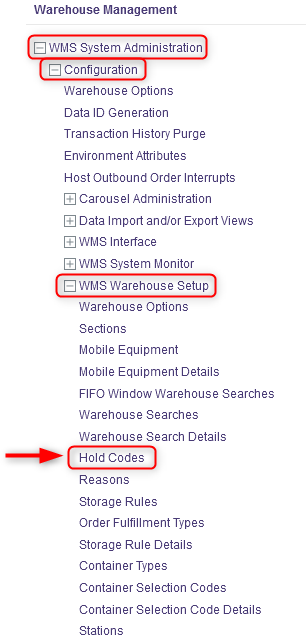 Warehouse Management
WMS System Administration
Configuration
Warehouse Options
Data ID Generation
Transaction History Purge
Environment Attributes
Host Outbound Order Interrupts
Carousel Administration
Data Import and/or Export Views
WMS Interface
WMS System Monitor
WMS Warehouse Setup
Warehouse Options
Sections
Mobile Equipment
Mobile Equipment Details
FIFO Window Warehouse Searches
Warehouse Searches
Warehouse Search Details
Hold Codes
Reasons
Storage Rules
Order Fulfillment Types
Storage Rule Details
Container Types
Container Selection Codes
Container Selection Code Details
Stations